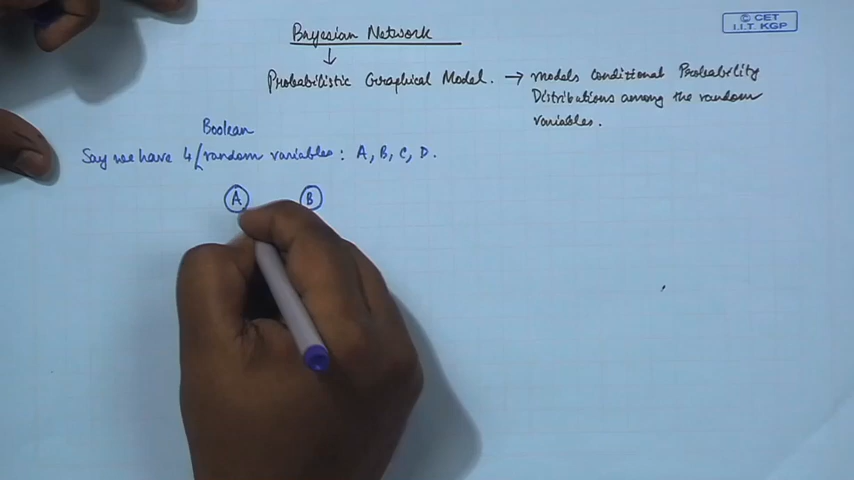 Bayesian Network
© CET
I.I.T. KGP
↓
Probabilistic Graphical Model. → models Conditional Probability
Distributions among the random
variables.
Boolean
Say we have 4 random variables : A, B, C, D.
A B